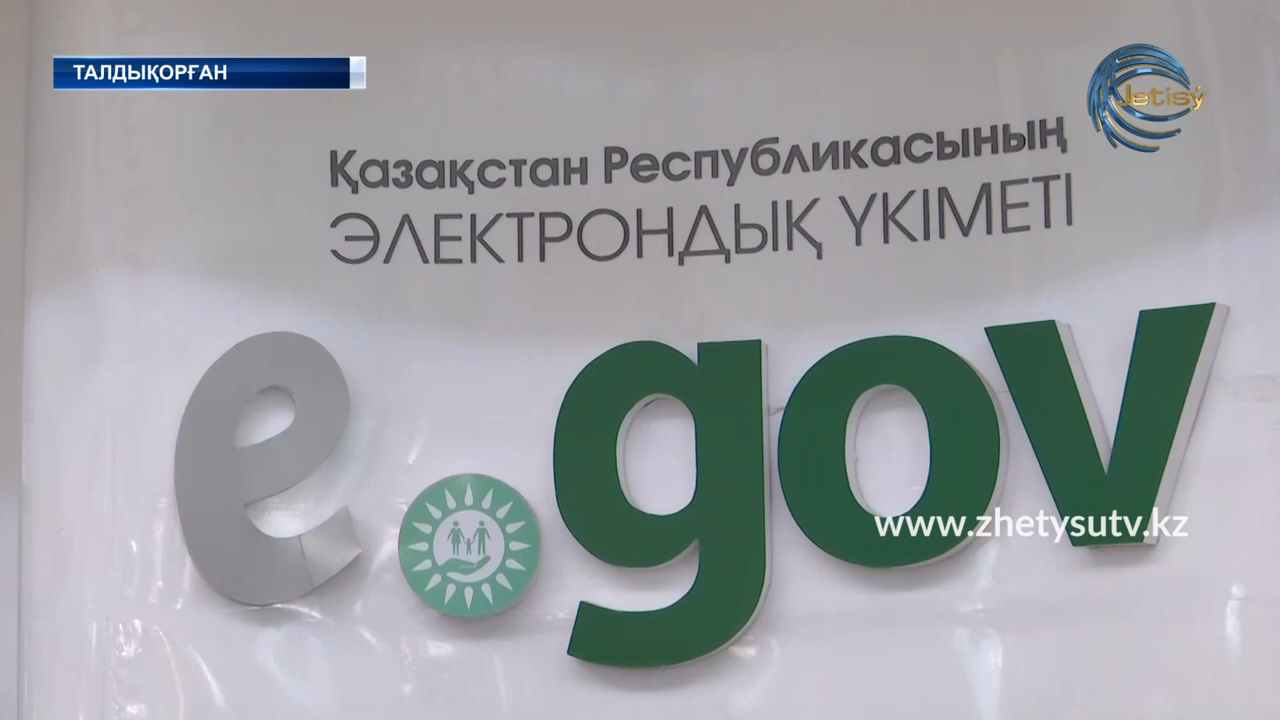 ТАЛДЫҚОРҒАН
Jetisý
Қазақстан Республикасының
ЭЛЕКТРОНДЫҚ ҮКІМЕТІ
e.gov
www.zhetysutv.kz